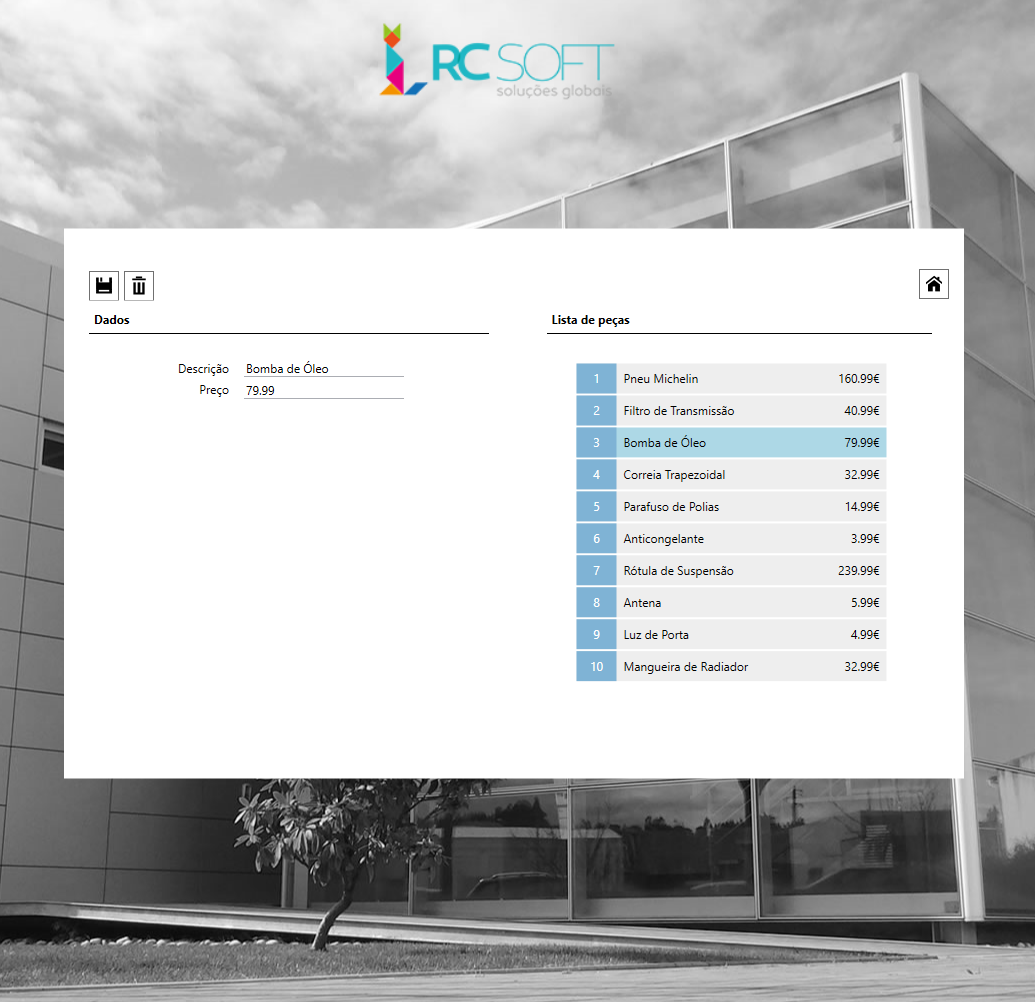 RCSOFT
soluções globais
Dados
Descrição Bomba de Óleo
Preço 79.99
Lista de peças
1 Pneu Michelin 160.99€
2 Filtro de Transmissão 40.99€
3 Bomba de Óleo 79.99€
4 Correia Trapezoidal 32.99€
5 Parafuso de Polias 14.99€
6 Anticongelante 3.99€
7 Rótula de Suspensão 239.99€
8 Antena 5.99€
9 Luz de Porta 4.99€
10 Mangueira de Radiador 32.99€